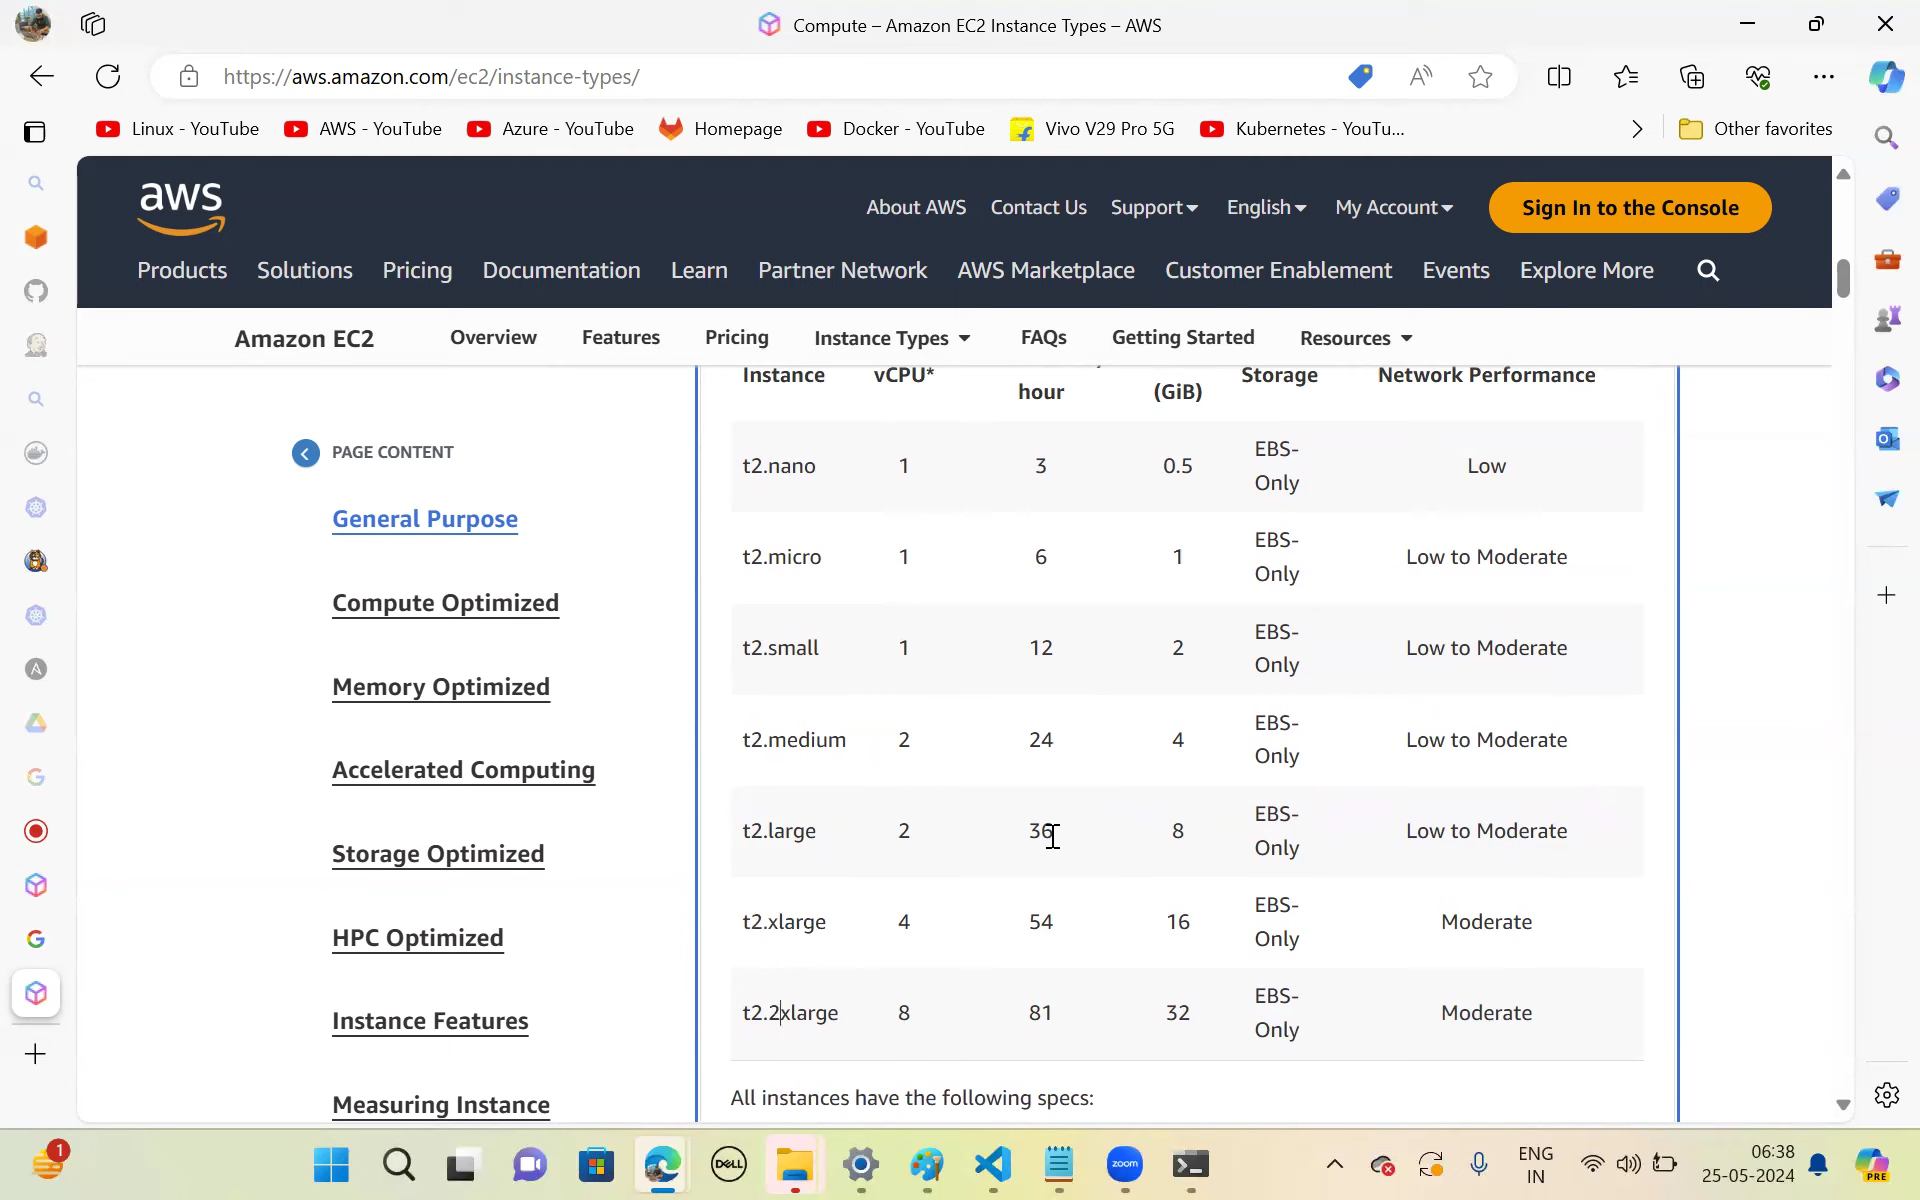 Compute – Amazon EC2 Instance Types – AWS
https://aws.amazon.com/ec2/instance-types/
Linux - YouTube AWS - YouTube Azure - YouTube Homepage Docker - YouTube Vivo V29 Pro 5G Kubernetes - YouTu... Other favorites
aws
About AWS Contact Us Support English My Account Sign In to the Console
Products Solutions Pricing Documentation Learn Partner Network AWS Marketplace Customer Enablement Events Explore More
Amazon EC2 Overview Features Pricing Instance Types FAQs Getting Started Resources
PAGE CONTENT
General Purpose
Compute Optimized
Memory Optimized
Accelerated Computing
Storage Optimized
HPC Optimized
Instance Features
Measuring Instance
Instance vCPU* hour (GiB) Storage Network Performance
t2.nano 1 3 0.5 EBS-Only Low
t2.micro 1 6 1 EBS-Only Low to Moderate
t2.small 1 12 2 EBS-Only Low to Moderate
t2.medium 2 24 4 EBS-Only Low to Moderate
t2.large 2 36 8 EBS-Only Low to Moderate
t2.xlarge 4 54 16 EBS-Only Moderate
t2.2xlarge 8 81 32 EBS-Only Moderate
All instances have the following specs:
1
DELL
zoom
ENG
IN
06:38
25-05-2024
PRE